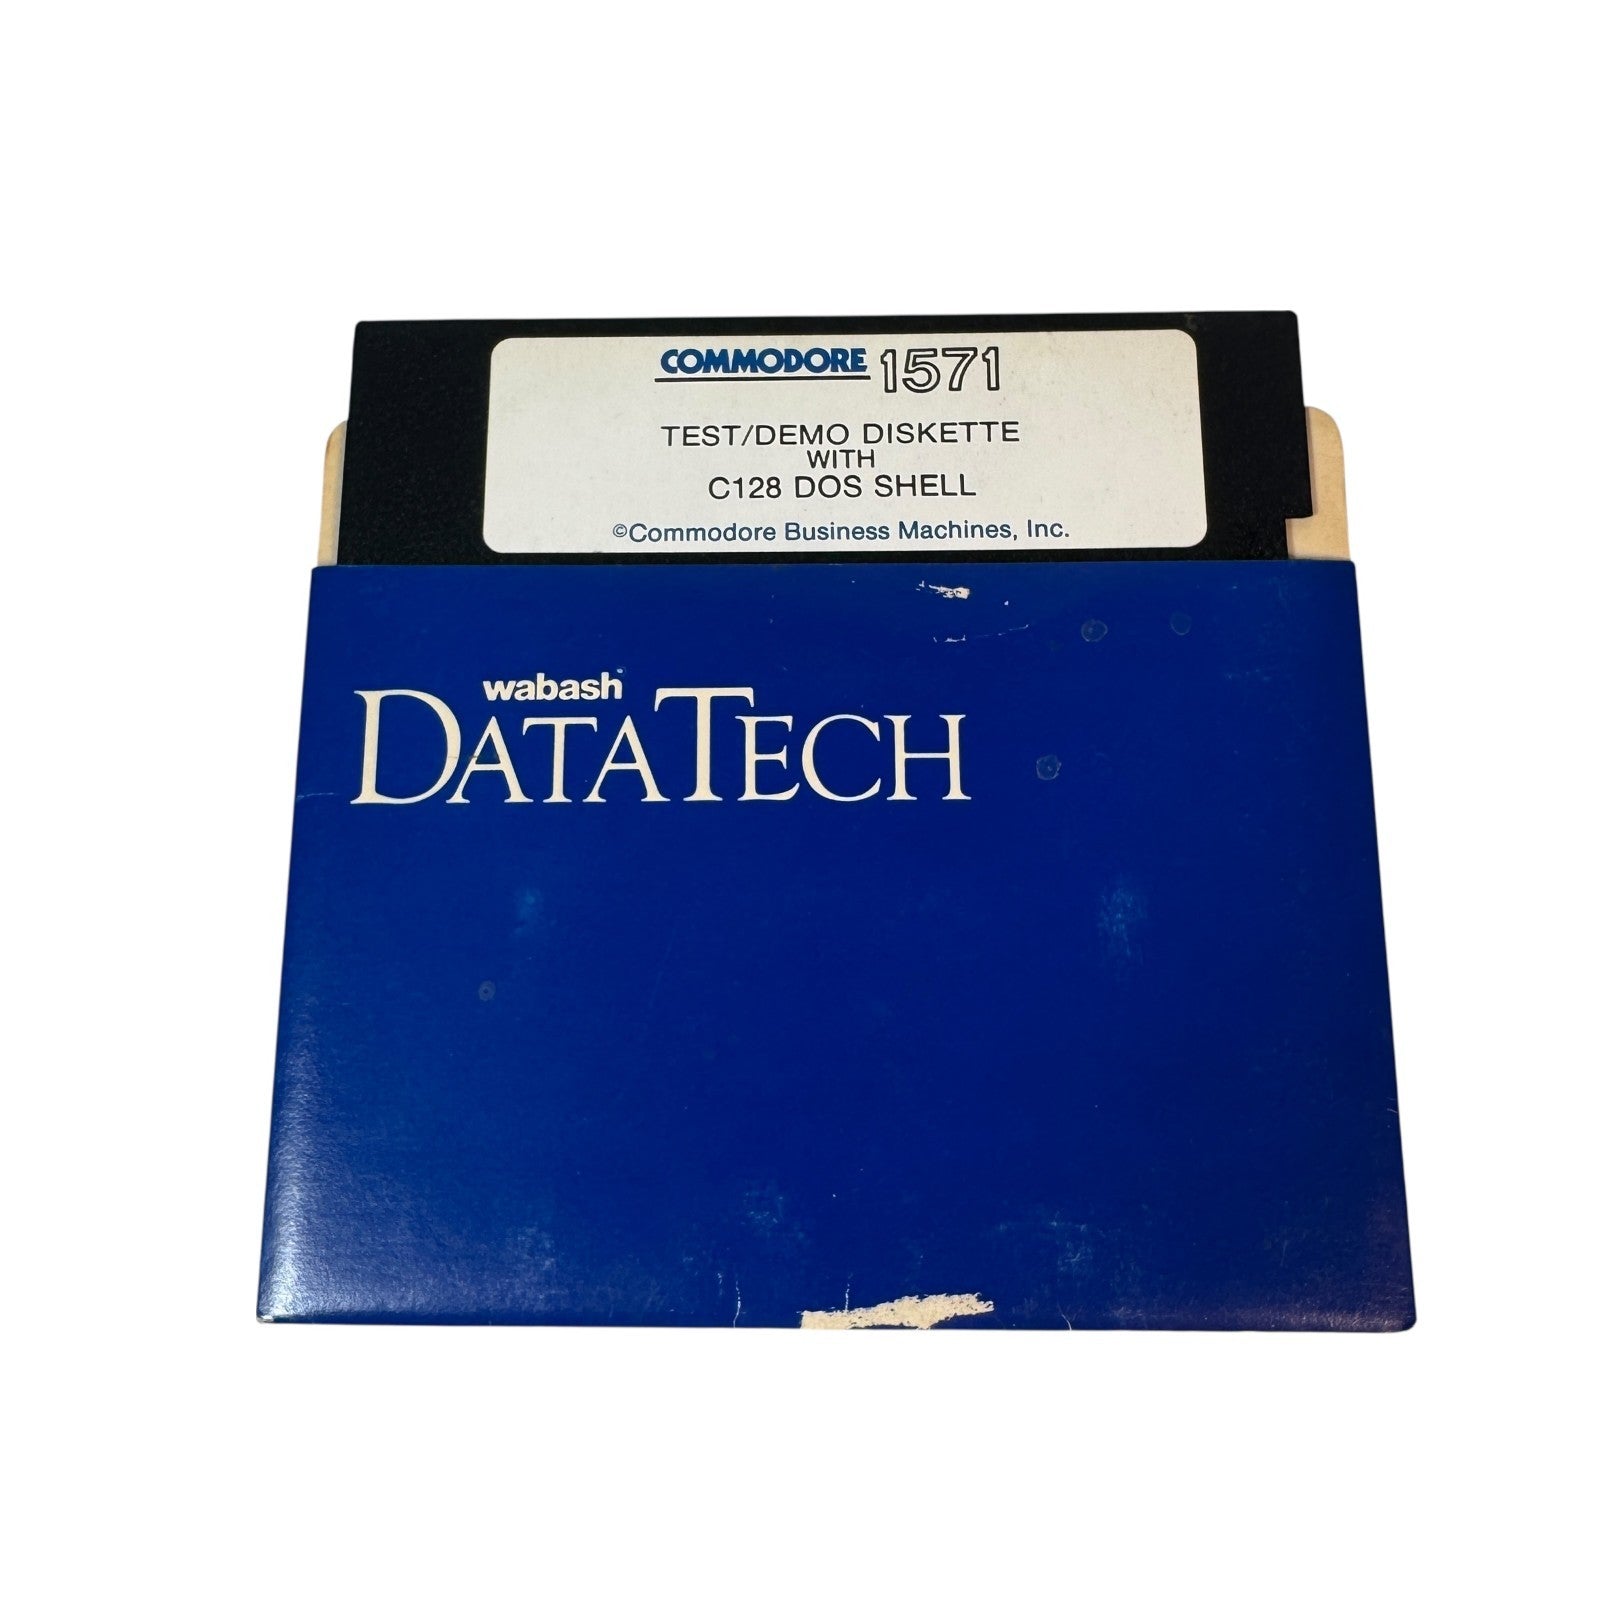 COMMODORE 1571
TEST/DEMO DISKETTE
WITH
C128 DOS SHELL
©Commodore Business Machines, Inc.
wabash
DATATECH